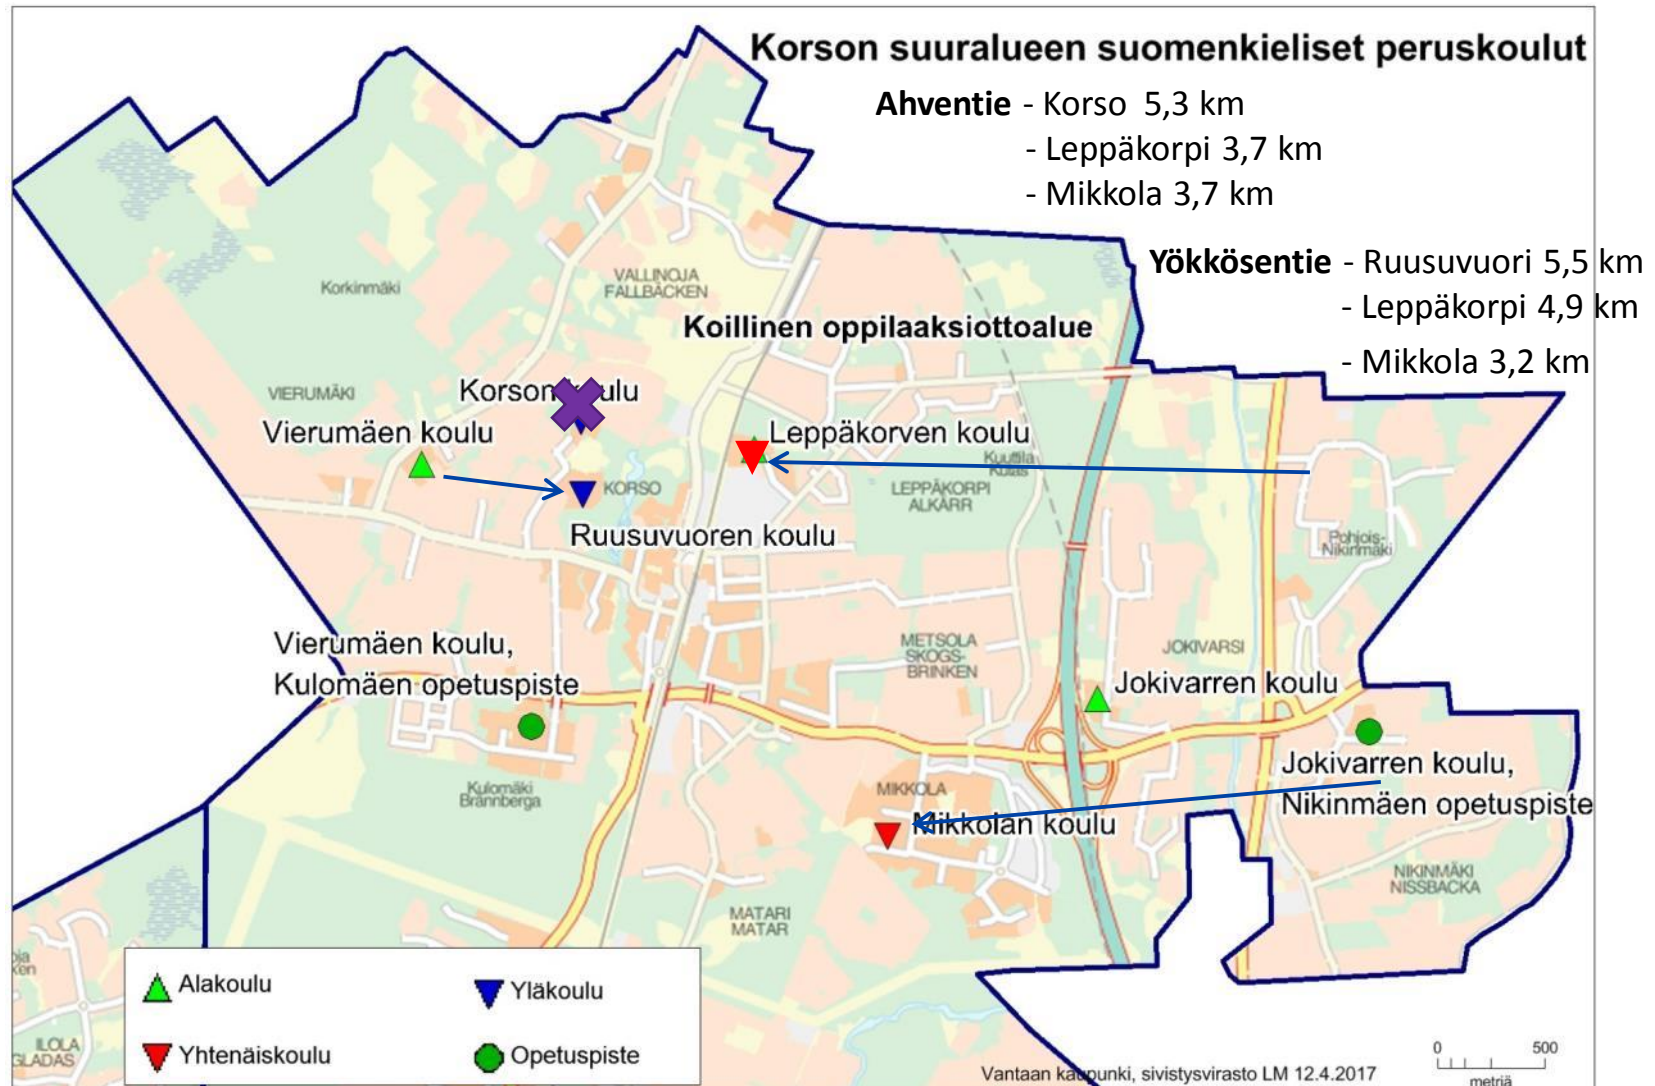 Korson suuralueen suomenkieliset peruskoulut
Ahventie - Korso 5,3 km
- Leppäkorpi 3,7 km
- Mikkola 3,7 km
Yökkösentie - Ruusuvuori 5,5 km
- Leppäkorpi 4,9 km
- Mikkola 3,2 km
Korkinmäki
VALLINOJA
FALLBÄCKEN
Koillinen oppilaaksiottoalue
VIERUMÄKI
Vierumäen koulu
Leppäkorven koulu
Kuuttila
KORSO
LEPPÄKORPI
ALKÄRR
Ruusuvuoren koulu
Pohjois-
Nikinmäki
Vierumäen koulu,
Kulomäen opetuspiste
METSOLA
SKOGS-
BRINKEN
JOKIVARSI
Jokivarren koulu
Kulomäki
Brännberga
MIKKOLA
Mikkolan koulu
Jokivarren koulu,
Nikinmäen opetuspiste
NIKINMÄKI
NISSBACKA
MATARI
MATAR
ILOLA
GLADAS
Alakoulu
Yläkoulu
Yhtenäiskoulu
Opetuspiste
Vantaan kaupunki, sivistysvirasto LM 12.4.2017
0 500
metriä